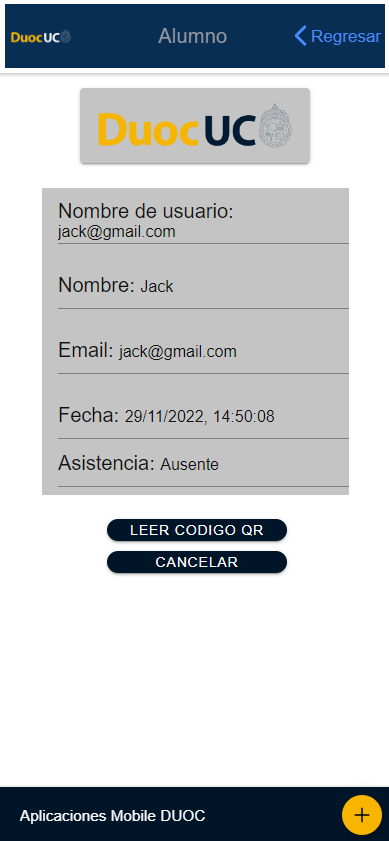 DuocUC
Alumno
Regresar
DuocUC
Nombre de usuario:
jack@gmail.com
Nombre: Jack
Email: jack@gmail.com
Fecha: 29/11/2022, 14:50:08
Asistencia: Ausente
LEER CODIGO QR
CANCELAR
Aplicaciones Mobile DUOC